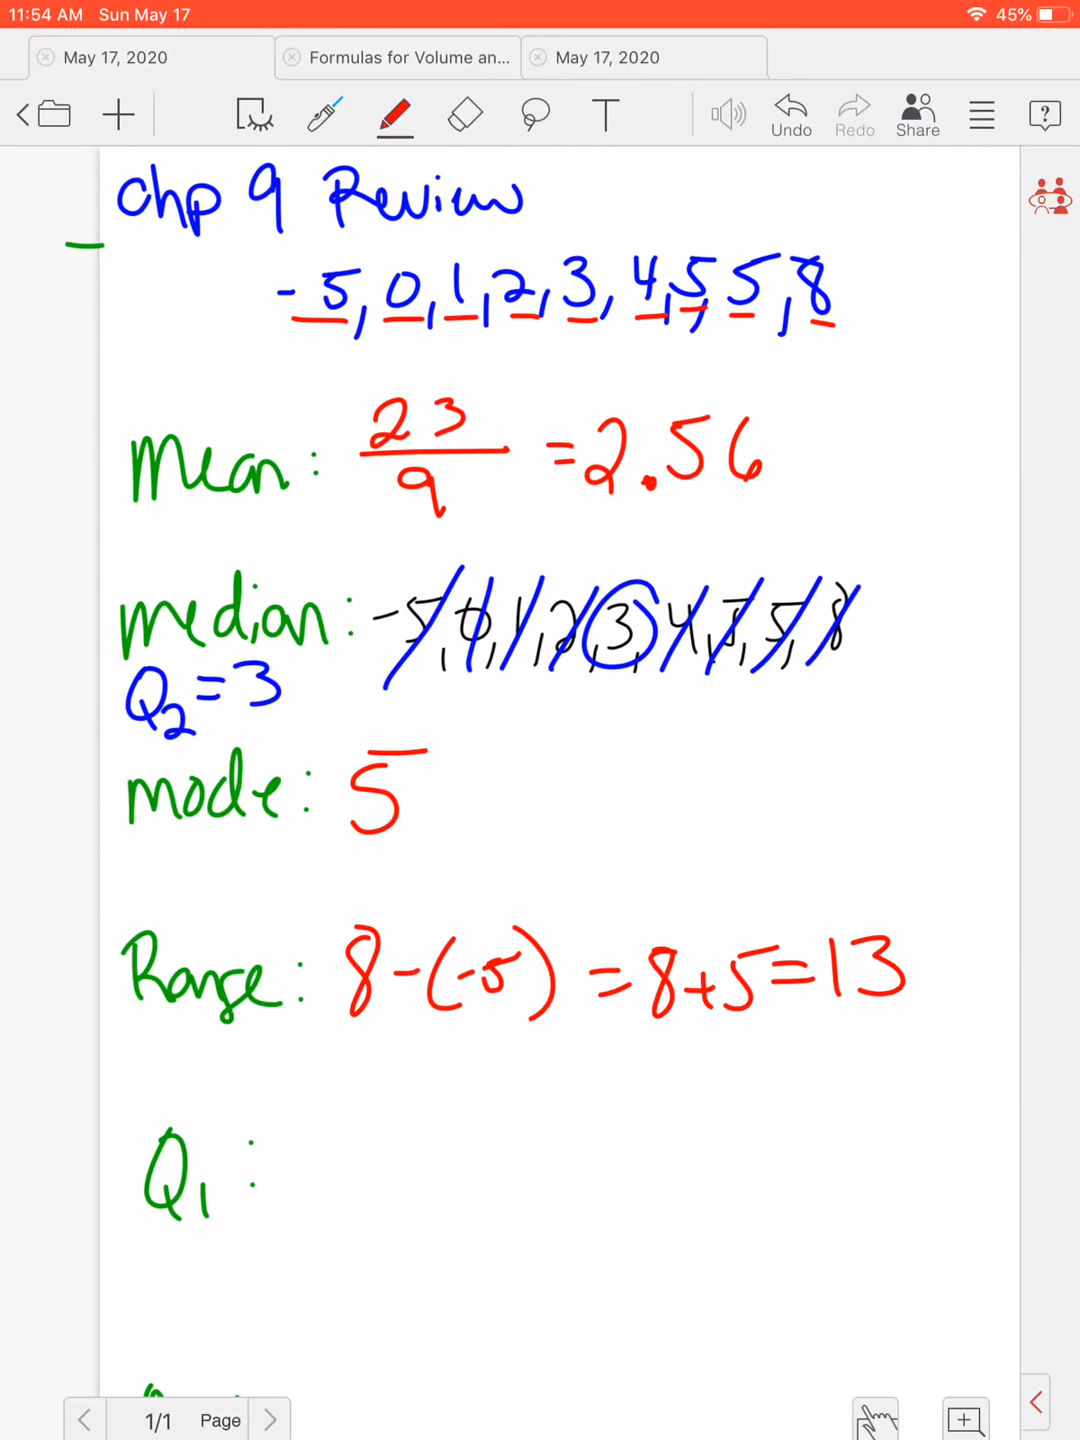 11:54 AM Sun May 17 45%
May 17, 2020 Formulas for Volume an... May 17, 2020
T Undo Redo Share ?
Chp 9 Review
-5, 0, 1, 2, 3, 4, 5, 5, 8
Mean: 23/9 = 2.56
median: -5, 0, 1, 2, 3, 4, 5, 5, 8
Q₂ = 3
mode: 5
Range: 8-(-5) = 8+5 = 13
Q₁:
1/1 Page